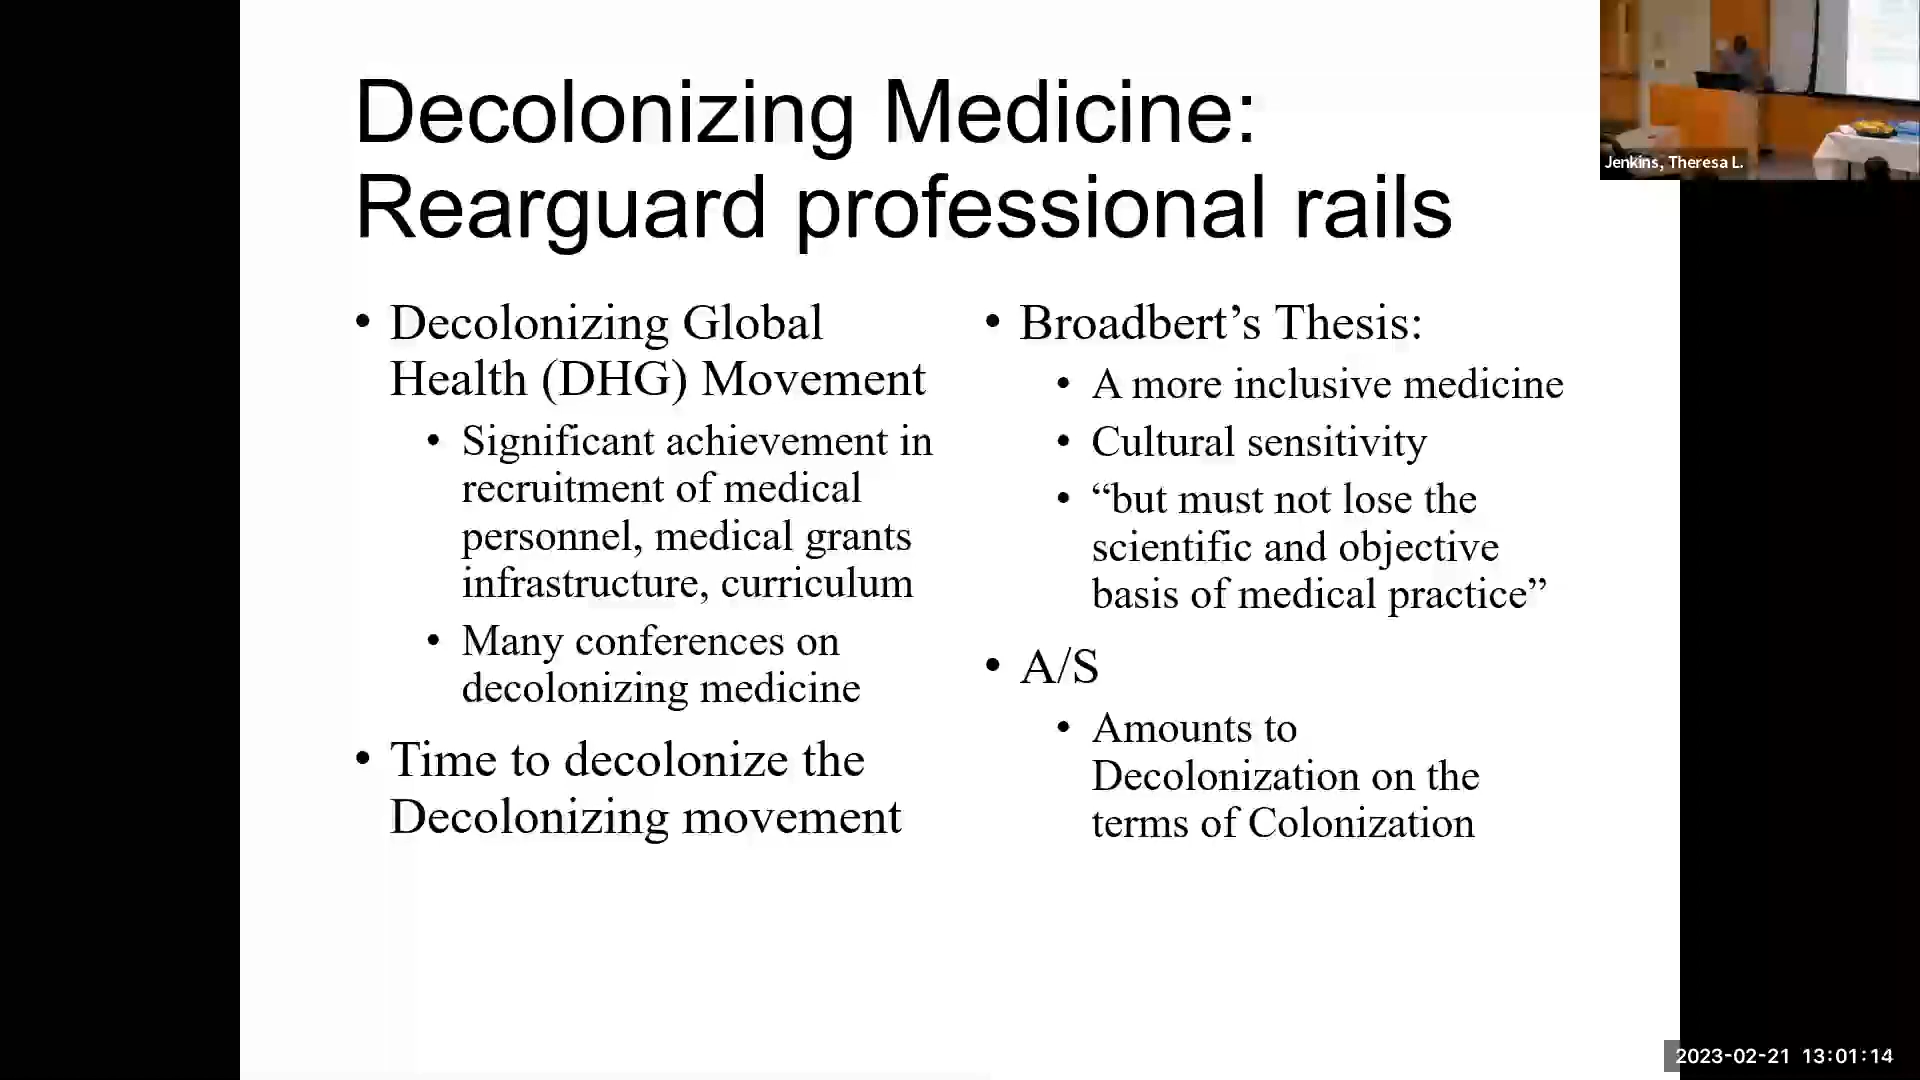 Decolonizing Medicine:
Rearguard professional rails
• Decolonizing Global
Health (DHG) Movement
• Significant achievement in
recruitment of medical
personnel, medical grants
infrastructure, curriculum
• Many conferences on
decolonizing medicine
• Time to decolonize the
Decolonizing movement
• Broadbert’s Thesis:
• A more inclusive medicine
• Cultural sensitivity
• “but must not lose the
scientific and objective
basis of medical practice”
• A/S
• Amounts to
Decolonization on the
terms of Colonization
Jenkins, Theresa L.
2023-02-21 13:01:14